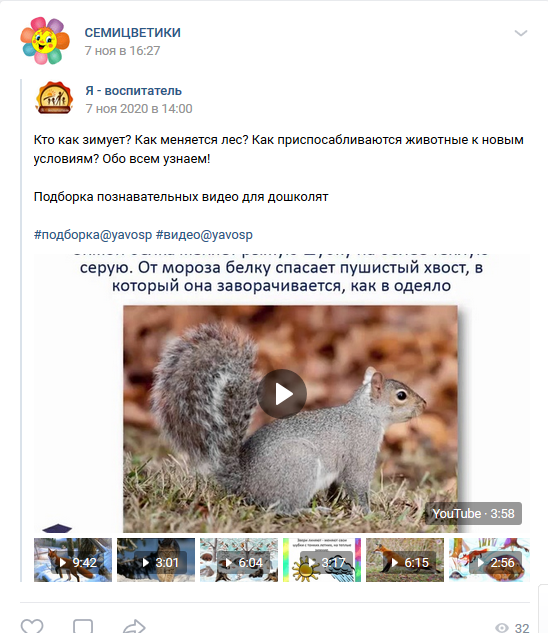 СЕМИЦВЕТИКИ
7 ноя в 16:27
Я - воспитатель
7 ноя 2020 в 14:00
Кто как зимует? Как меняется лес? Как приспосабливаются животные к новым
условиям? Обо всем узнаем!
Подборка познавательных видео для дошколят
#подборка@yavosp #видео@yavosp
серую. От мороза белку спасает пушистый хвост, в
который она заворачивается, как в одеяло
YouTube · 3:58
9:42
3:01
6:04
3:17
6:15
2:56
32